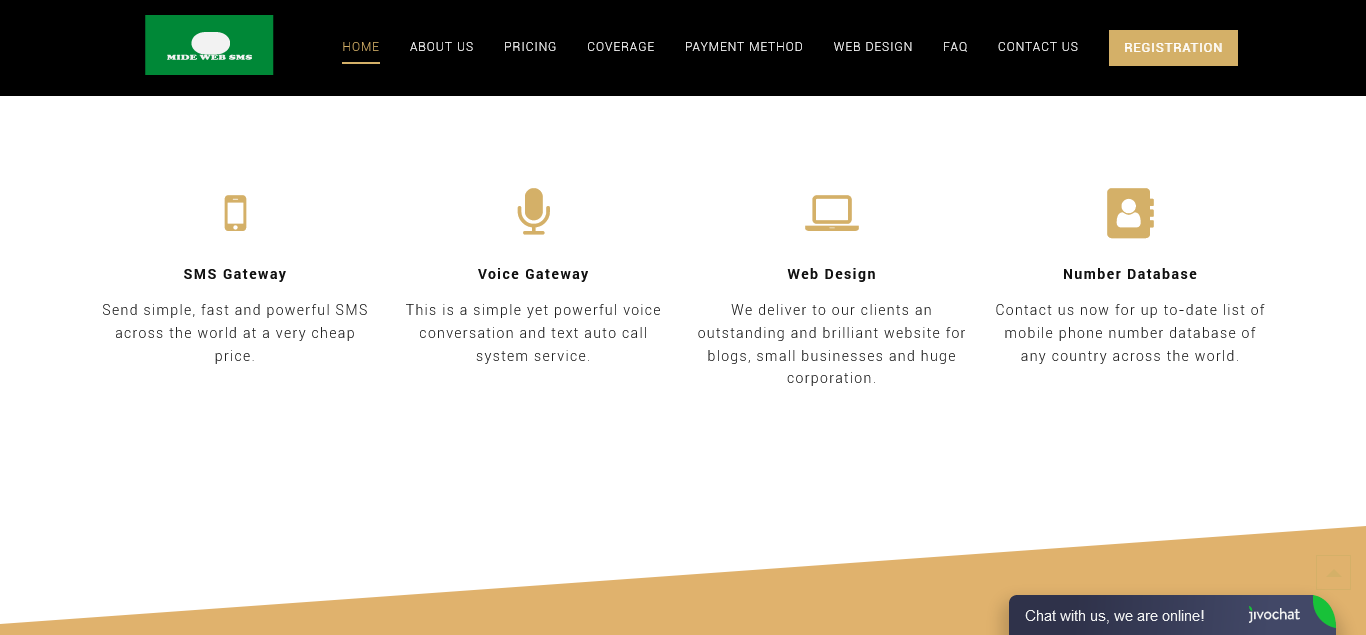 MIDE WEB SMS
HOME ABOUT US PRICING COVERAGE PAYMENT METHOD WEB DESIGN FAQ CONTACT US REGISTRATION
SMS Gateway
Send simple, fast and powerful SMS
across the world at a very cheap
price.
Voice Gateway
This is a simple yet powerful voice
conversation and text auto call
system service.
Web Design
We deliver to our clients an
outstanding and brilliant website for
blogs, small businesses and huge
corporation.
Number Database
Contact us now for up to-date list of
mobile phone number database of
any country across the world.
Chat with us, we are online! jivochat